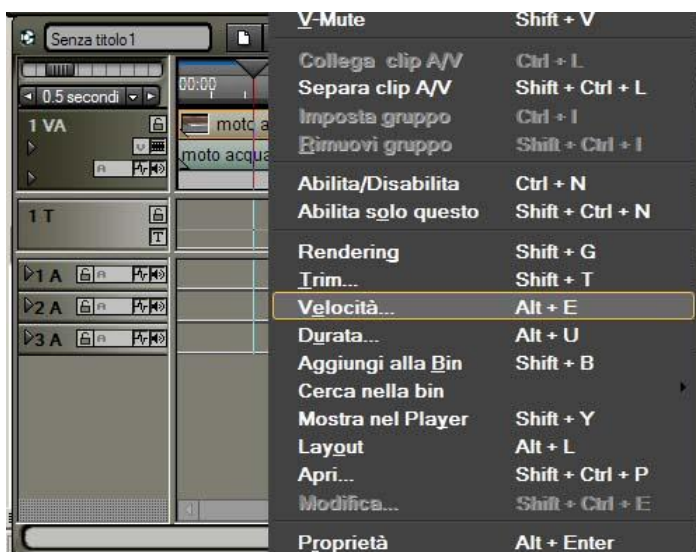 Senza titolo1
0.5 secondi
00:00
1 VA
moto a
moto acqua
1 T
T
1 A
2 A
3 A
V-Mute Shift + V
Collega clip A/V Ctrl + L
Separa clip A/V Shift + Ctrl + L
Imposta gruppo Ctrl + I
Rimuovi gruppo Shift + Ctrl + I
Abilita/Disabilita Ctrl + N
Abilita solo questo Shift + Ctrl + N
Rendering Shift + G
Trim... Shift + T
Velocità... Alt + E
Durata... Alt + U
Aggiungi alla Bin Shift + B
Cerca nella bin
Mostra nel Player Shift + Y
Layout Alt + L
Apri... Shift + Ctrl + P
Modifica... Shift + Ctrl + E
Proprietà Alt + Enter